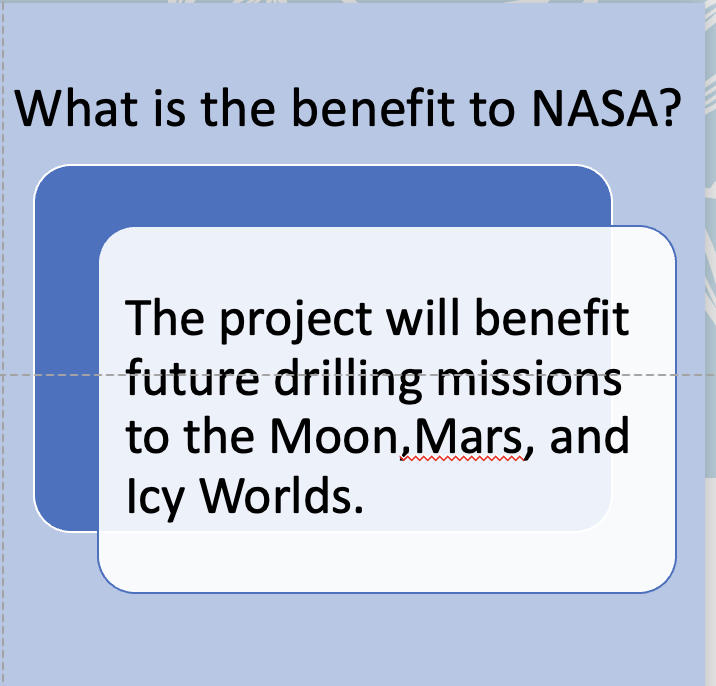 What is the benefit to NASA?
The project will benefit
future drilling missions
to the Moon,Mars, and
Icy Worlds.